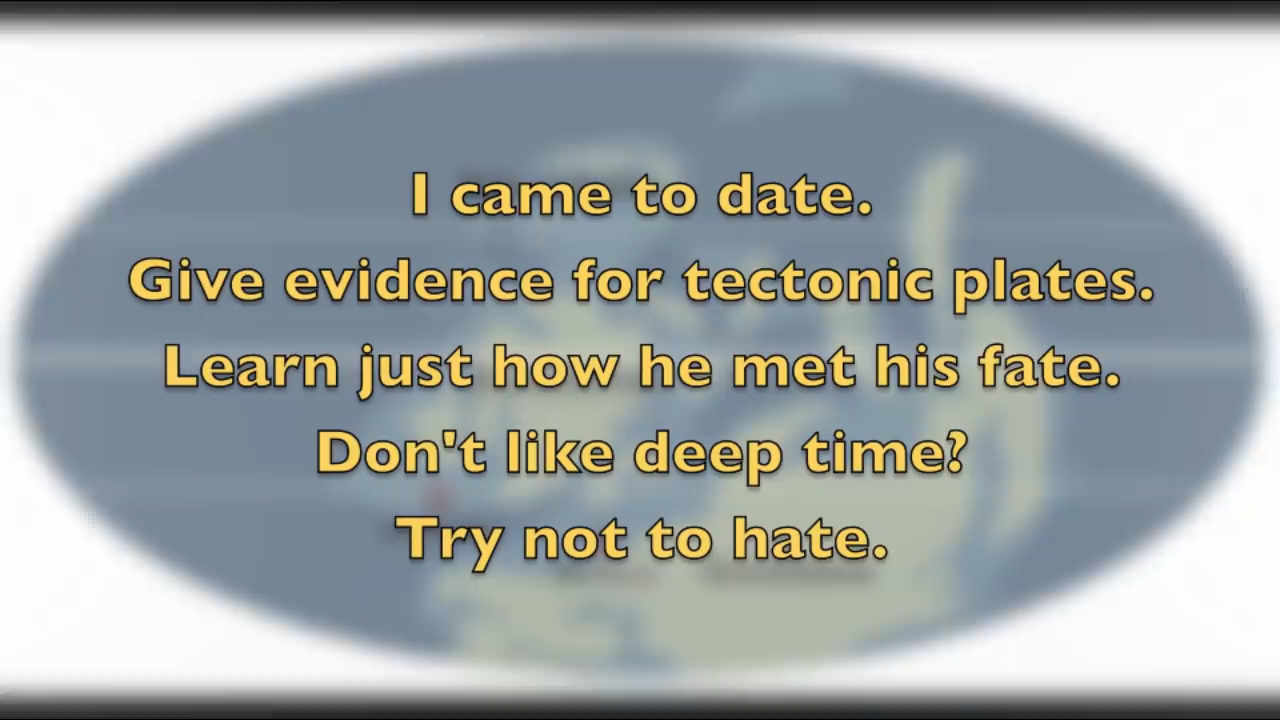 I came to date.
Give evidence for tectonic plates.
Learn just how he met his fate.
Don't like deep time?
Try not to hate.